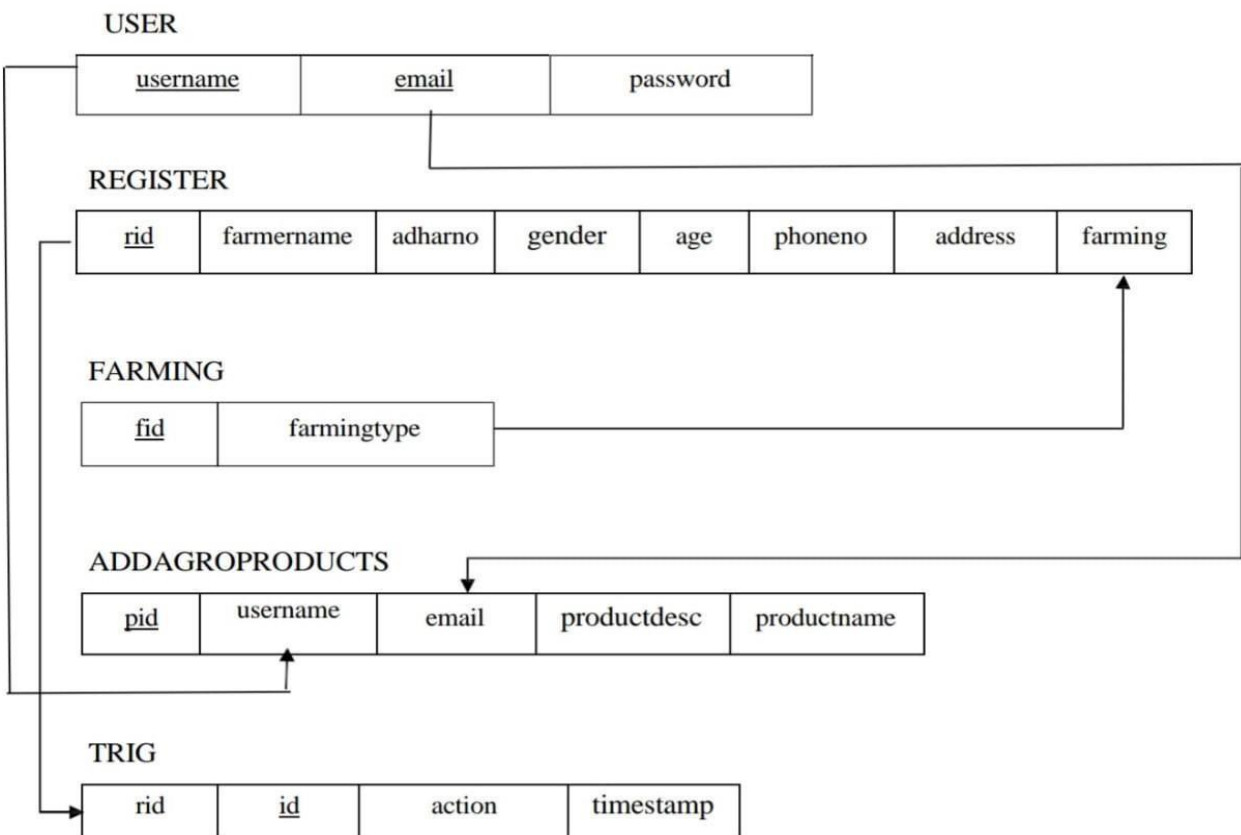 USER
username email password
REGISTER
rid farmername adharno gender age phoneno address farming
FARMING
fid farmingtype
ADDAGROPRODUCTS
pid username email productdesc productname
TRIG
rid id action timestamp